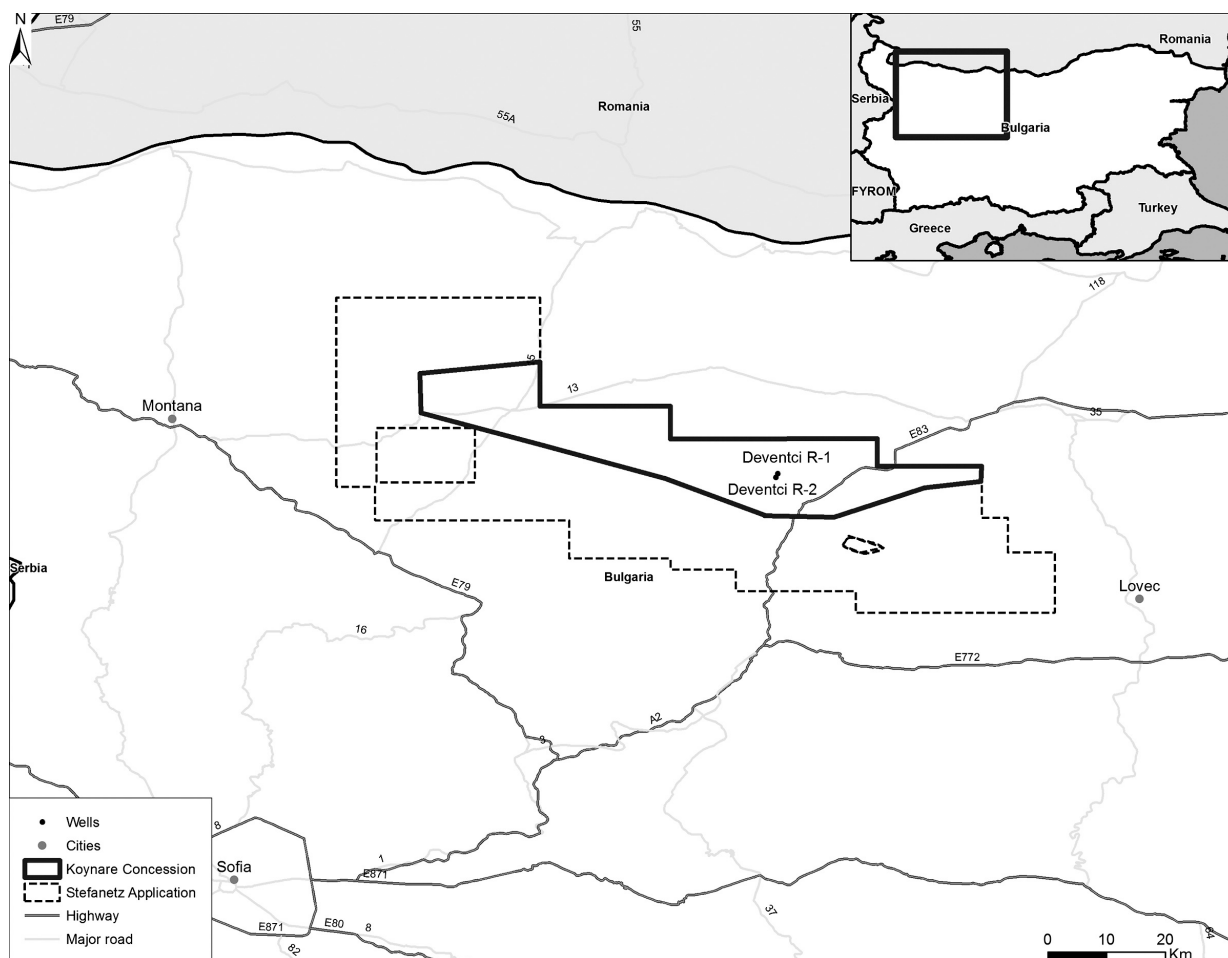 N
E79
55
Romania
55A
Romania
Serbia
Bulgaria
FYROM
Turkey
Greece
118
5
13
Montana
35
E83
Deventci R-1
Deventci R-2
Serbia
Bulgaria
E79
Lovec
16
E772
A2
3
8
Sofia
1
E871
E871
E80
8
82
37
64
Wells
Cities
Koynare Concession
Stefanetz Application
Highway
Major road
0 10 20
Km